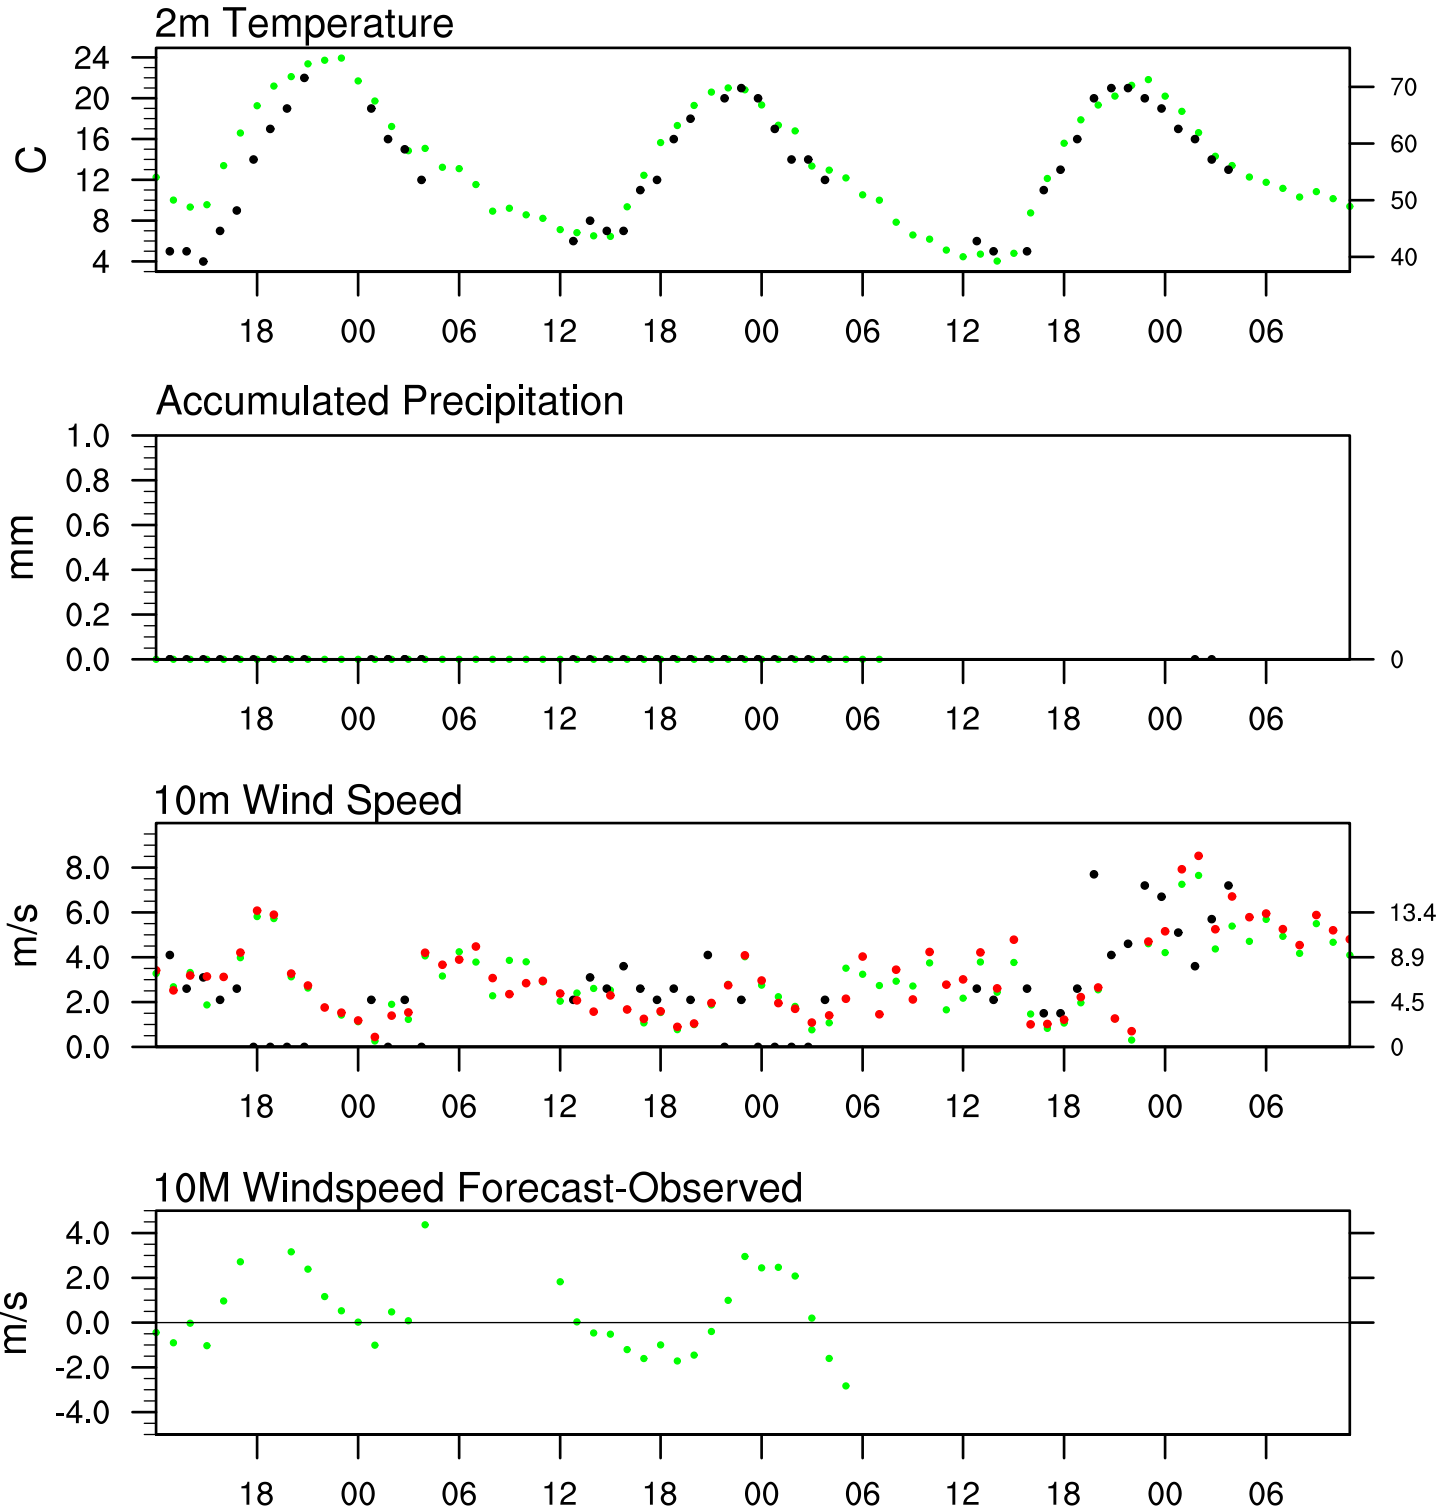 2m Temperature
24
20
16
12
8
4
C
70
60
50
40
18 00 06 12 18 00 06 12 18 00 06
Accumulated Precipitation
1.0
0.8
0.6
0.4
0.2
0.0
mm
0
18 00 06 12 18 00 06 12 18 00 06
10m Wind Speed
8.0
6.0
4.0
2.0
0.0
m/s
13.4
8.9
4.5
0
18 00 06 12 18 00 06 12 18 00 06
10M Windspeed Forecast-Observed
4.0
2.0
0.0
-2.0
-4.0
m/s
18 00 06 12 18 00 06 12 18 00 06